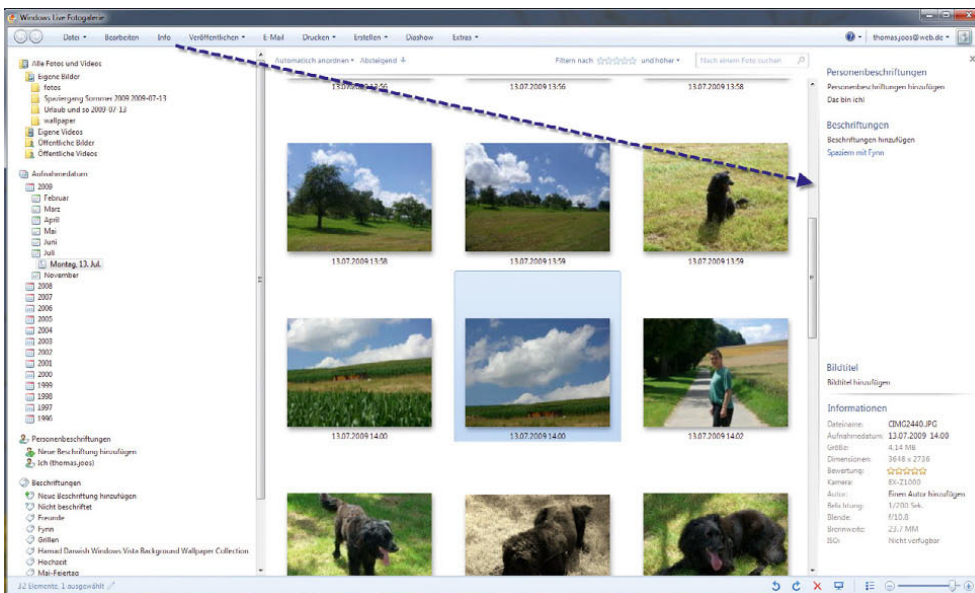 Windows Live Fotogalerie
Datei Bearbeiten Info Veröffentlichen E-Mail Drucken Erstellen Diashow Extras thomas.joos@web.de
Alle Fotos und Videos
Eigene Bilder
fotos
Spaziergang Sommer 2009 2009-07-13
Urlaub und so 2009-07-13
wallpaper
Eigene Videos
Öffentliche Bilder
Öffentliche Videos
Aufnahmedatum
2009
Februar
März
April
Mai
Juni
Juli
Montag, 13. Jul.
November
2008
2007
2006
2005
2004
2003
2002
2001
2000
1999
1998
1997
1996
Personenbeschriftungen
Neue Beschriftung hinzufügen
Ich (thomas.joos)
Beschriftungen
Neue Beschriftung hinzufügen
Nicht beschriftet
Freunde
Fynn
Grillen
Hamad Darwish Windows Vista Background Wallpaper Collection
Hochzeit
Mai-Feiertag
Automatisch anordnen Absteigend Filtern nach und höher Nach einem Foto suchen
13.07.2009 13:56 13.07.2009 13:56 13.07.2009 13:58
13.07.2009 13:58 13.07.2009 13:59 13.07.2009 13:59
13.07.2009 14:00 13.07.2009 14:00 13.07.2009 14:02
Personenbeschriftungen
Personenbeschriftungen hinzufügen
Das bin ich!
Beschriftungen
Beschriftungen hinzufügen
Spaziern mit Fynn
Bildtitel
Bildtitel hinzufügen
Informationen
Dateiname: CIMG2440.JPG
Aufnahmedatum: 13.07.2009 14:00
Größe: 4,14 MB
Dimensionen: 3648 x 2736
Bewertung:
Kamera: EX-Z1000
Autor: Einen Autor hinzufügen
Belichtung: 1/200 Sek.
Blende: f/10.8
Brennweite: 23.7 MM
ISO: Nicht verfügbar
32 Elemente, 1 ausgewählt